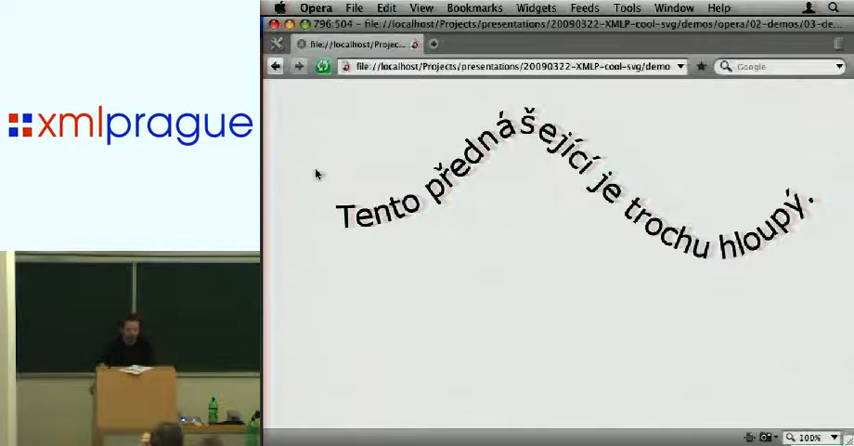 xmlprague
Opera File Edit View Bookmarks Widgets Feeds Tools Window Help
796:504 – file://localhost/Projects/presentations/20090322-XMLP-cool-svg/demos/opera/02-demos/03-de...
file://localhost/Projec...
file://localhost/Projects/presentations/20090322-XMLP-cool-svg/demo
Google
Tento přednášející je trochu hloupý.
100%